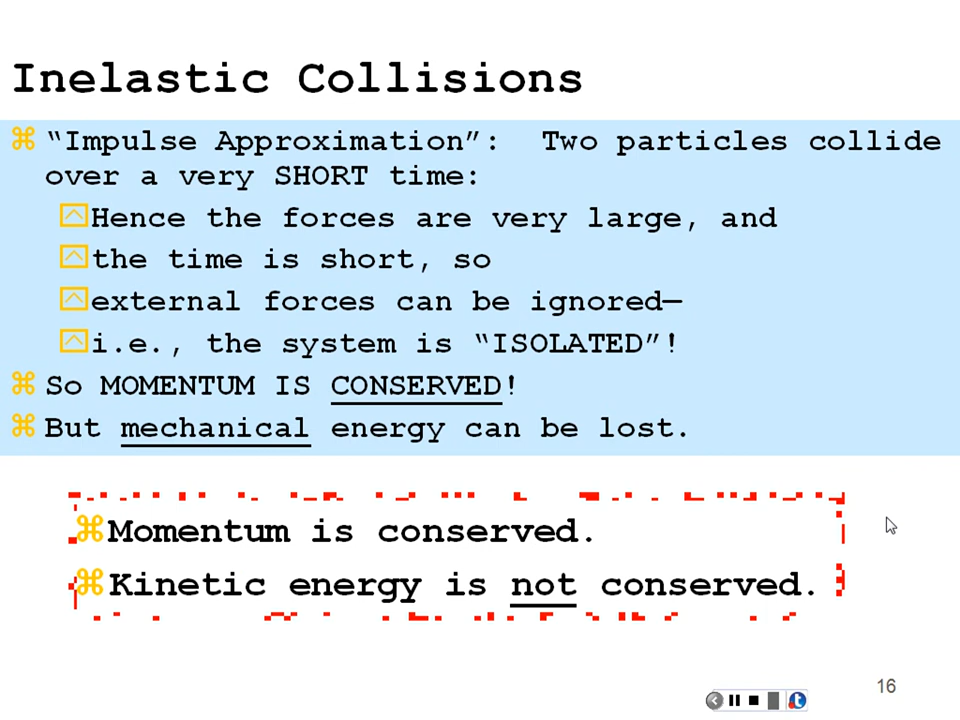 Inelastic Collisions
“Impulse Approximation”: Two particles collide
over a very SHORT time:
Hence the forces are very large, and
the time is short, so
external forces can be ignored—
i.e., the system is “ISOLATED”!
So MOMENTUM IS CONSERVED!
But mechanical energy can be lost.
Momentum is conserved.
Kinetic energy is not conserved.
16